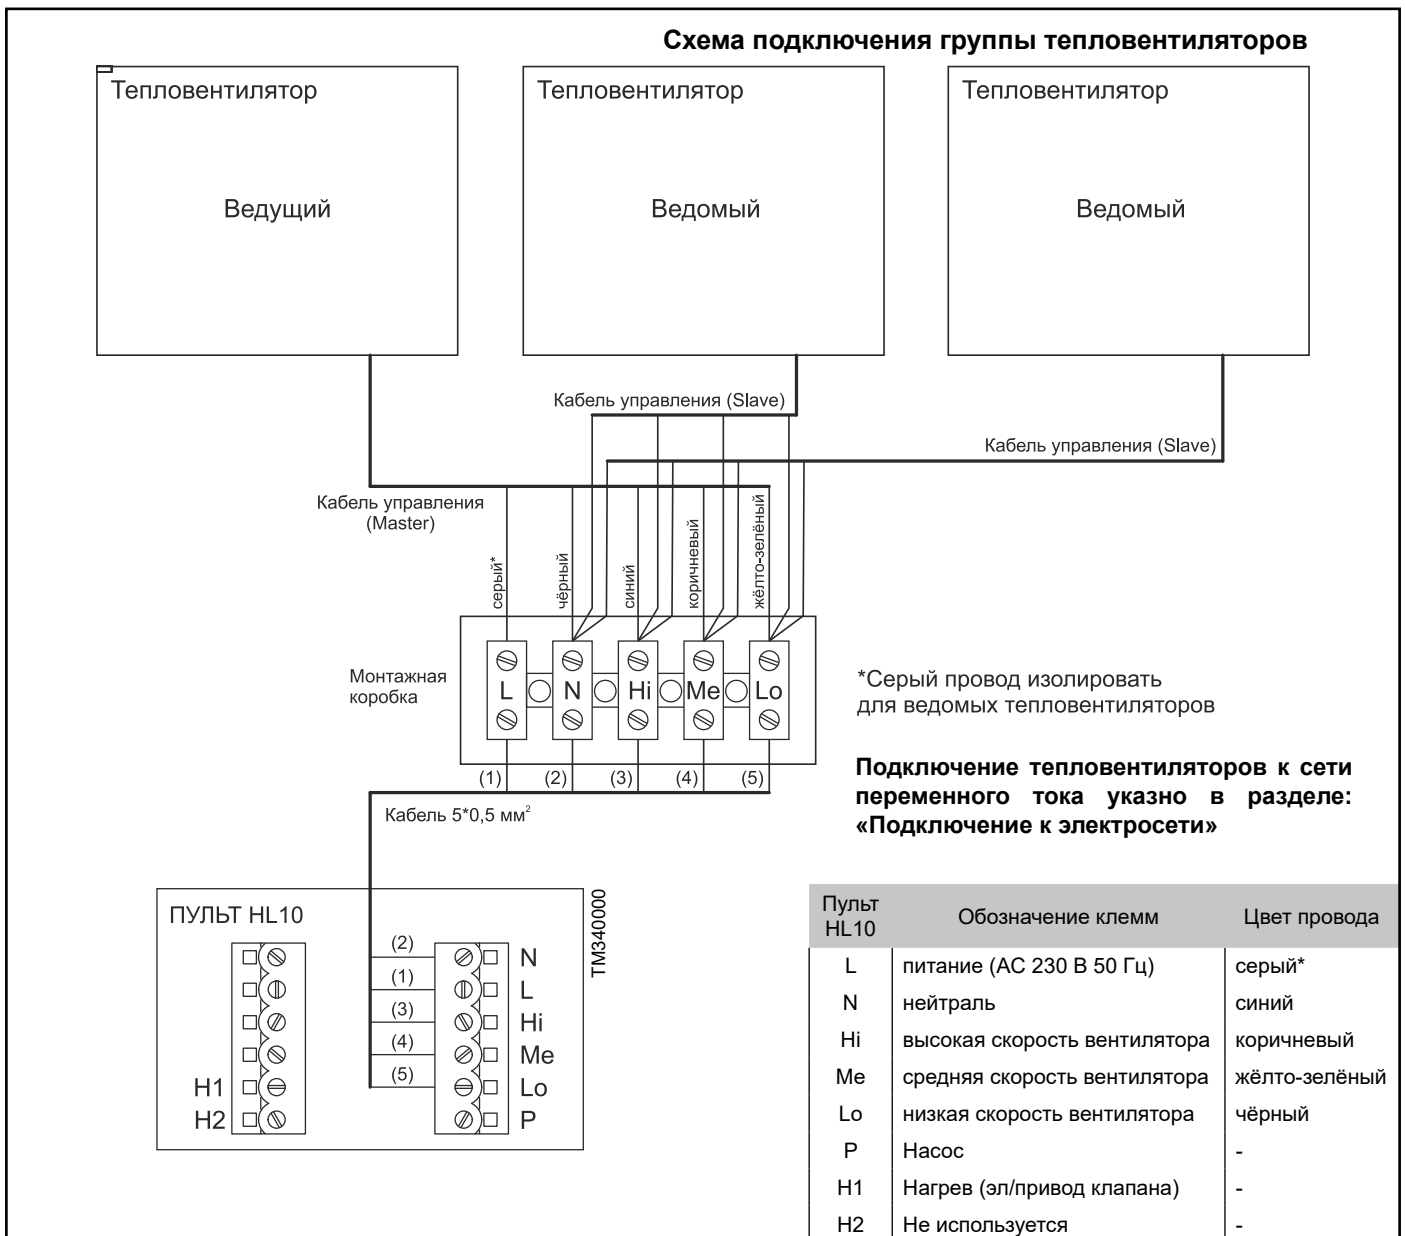 Схема подключения группы тепловентиляторов
Тепловентилятор
Тепловентилятор
Тепловентилятор
Ведущий
Ведомый
Ведомый
Кабель управления (Slave)
Кабель управления (Slave)
Кабель управления
(Master)
серый*
чёрный
синий
коричневый
жёлто-зелёный
Монтажная
коробка
L
N
Hi
Me
Lo
*Серый провод изолировать
для ведомых тепловентиляторов
(1)
(2)
(3)
(4)
(5)
Подключение тепловентиляторов к сети
переменного тока указно в разделе:
«Подключение к электросети»
Кабель 5*0,5 мм²
ПУЛЬТ HL10
TM340000
(2)
N
(1)
L
(3)
Hi
(4)
Me
H1
(5)
Lo
H2
P
Пульт
HL10
Обозначение клемм
Цвет провода
L питание (АС 230 В 50 Гц) серый*
N нейтраль синий
Hi высокая скорость вентилятора коричневый
Me средняя скорость вентилятора жёлто-зелёный
Lo низкая скорость вентилятора чёрный
P Насос -
H1 Нагрев (эл/привод клапана) -
H2 Не используется -